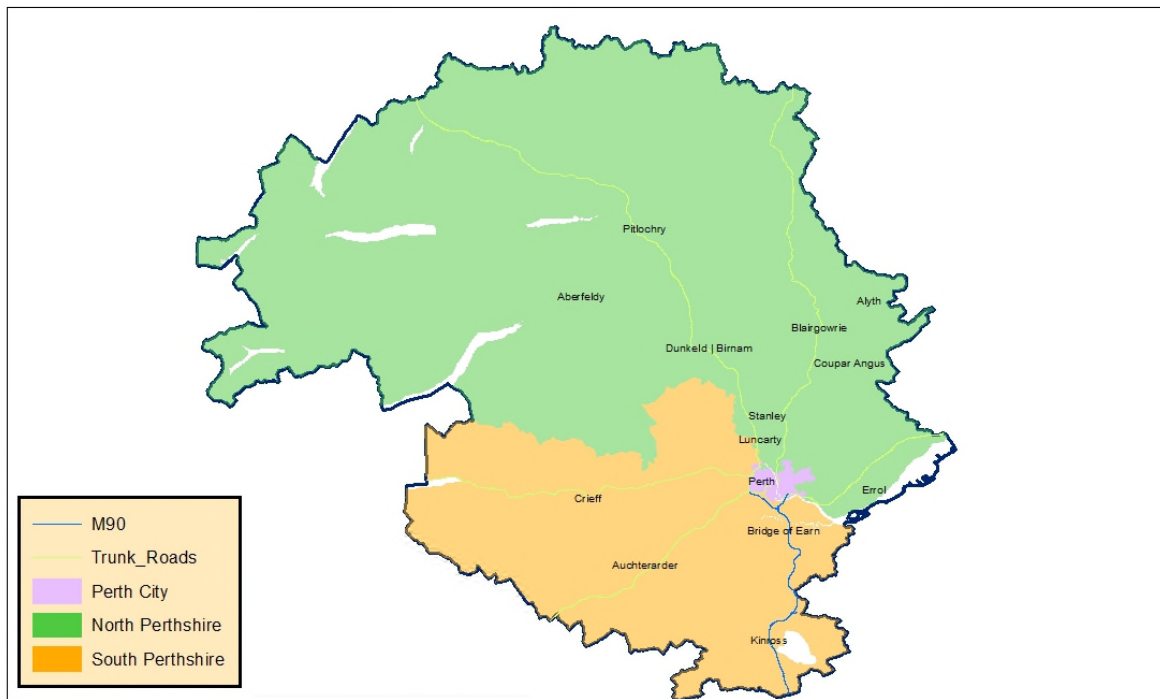 Pitlochry
Aberfeldy
Alyth
Blairgowrie
Dunkeld | Birnam
Coupar Angus
Stanley
Luncarty
Perth
Errol
Crieff
Bridge of Earn
Auchterarder
Kinross
M90
Trunk_Roads
Perth City
North Perthshire
South Perthshire